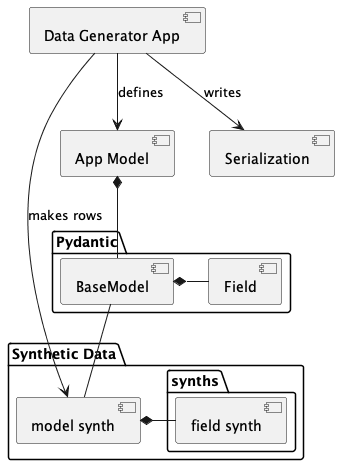 Data Generator App
defines
writes
App Model
Serialization
makes rows
Pydantic
BaseModel
Field
Synthetic Data
synths
model synth
field synth